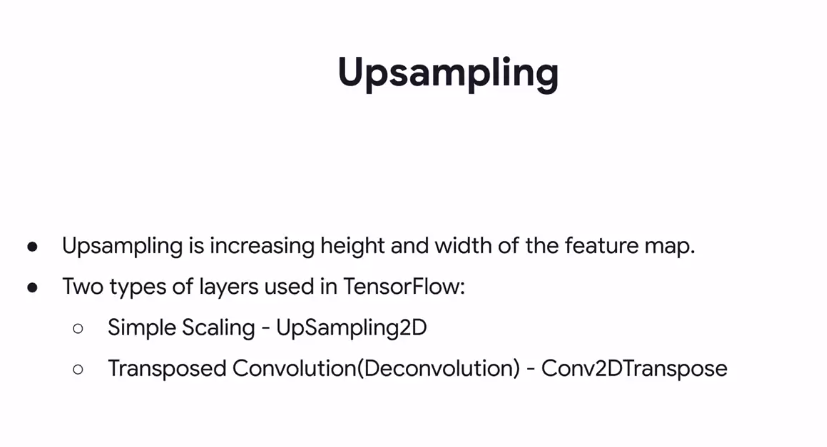 Upsampling
● Upsampling is increasing height and width of the feature map.
● Two types of layers used in TensorFlow:
○ Simple Scaling - UpSampling2D
○ Transposed Convolution(Deconvolution) - Conv2DTranspose